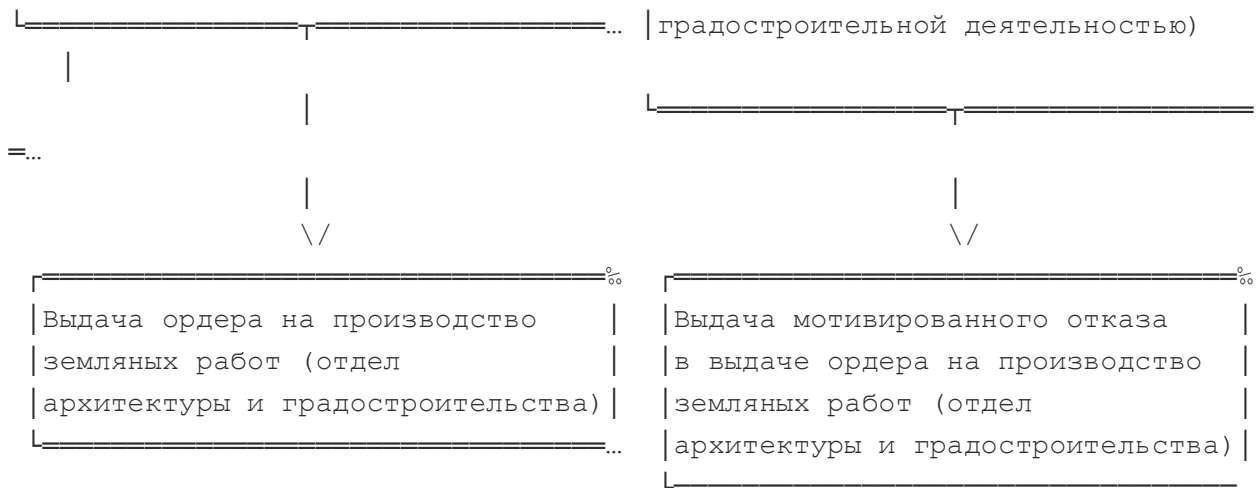 градостроительной деятельностью)
Выдача ордера на производство
земляных работ (отдел
архитектуры и градостроительства)
Выдача мотивированного отказа
в выдаче ордера на производство
земляных работ (отдел
архитектуры и градостроительства)